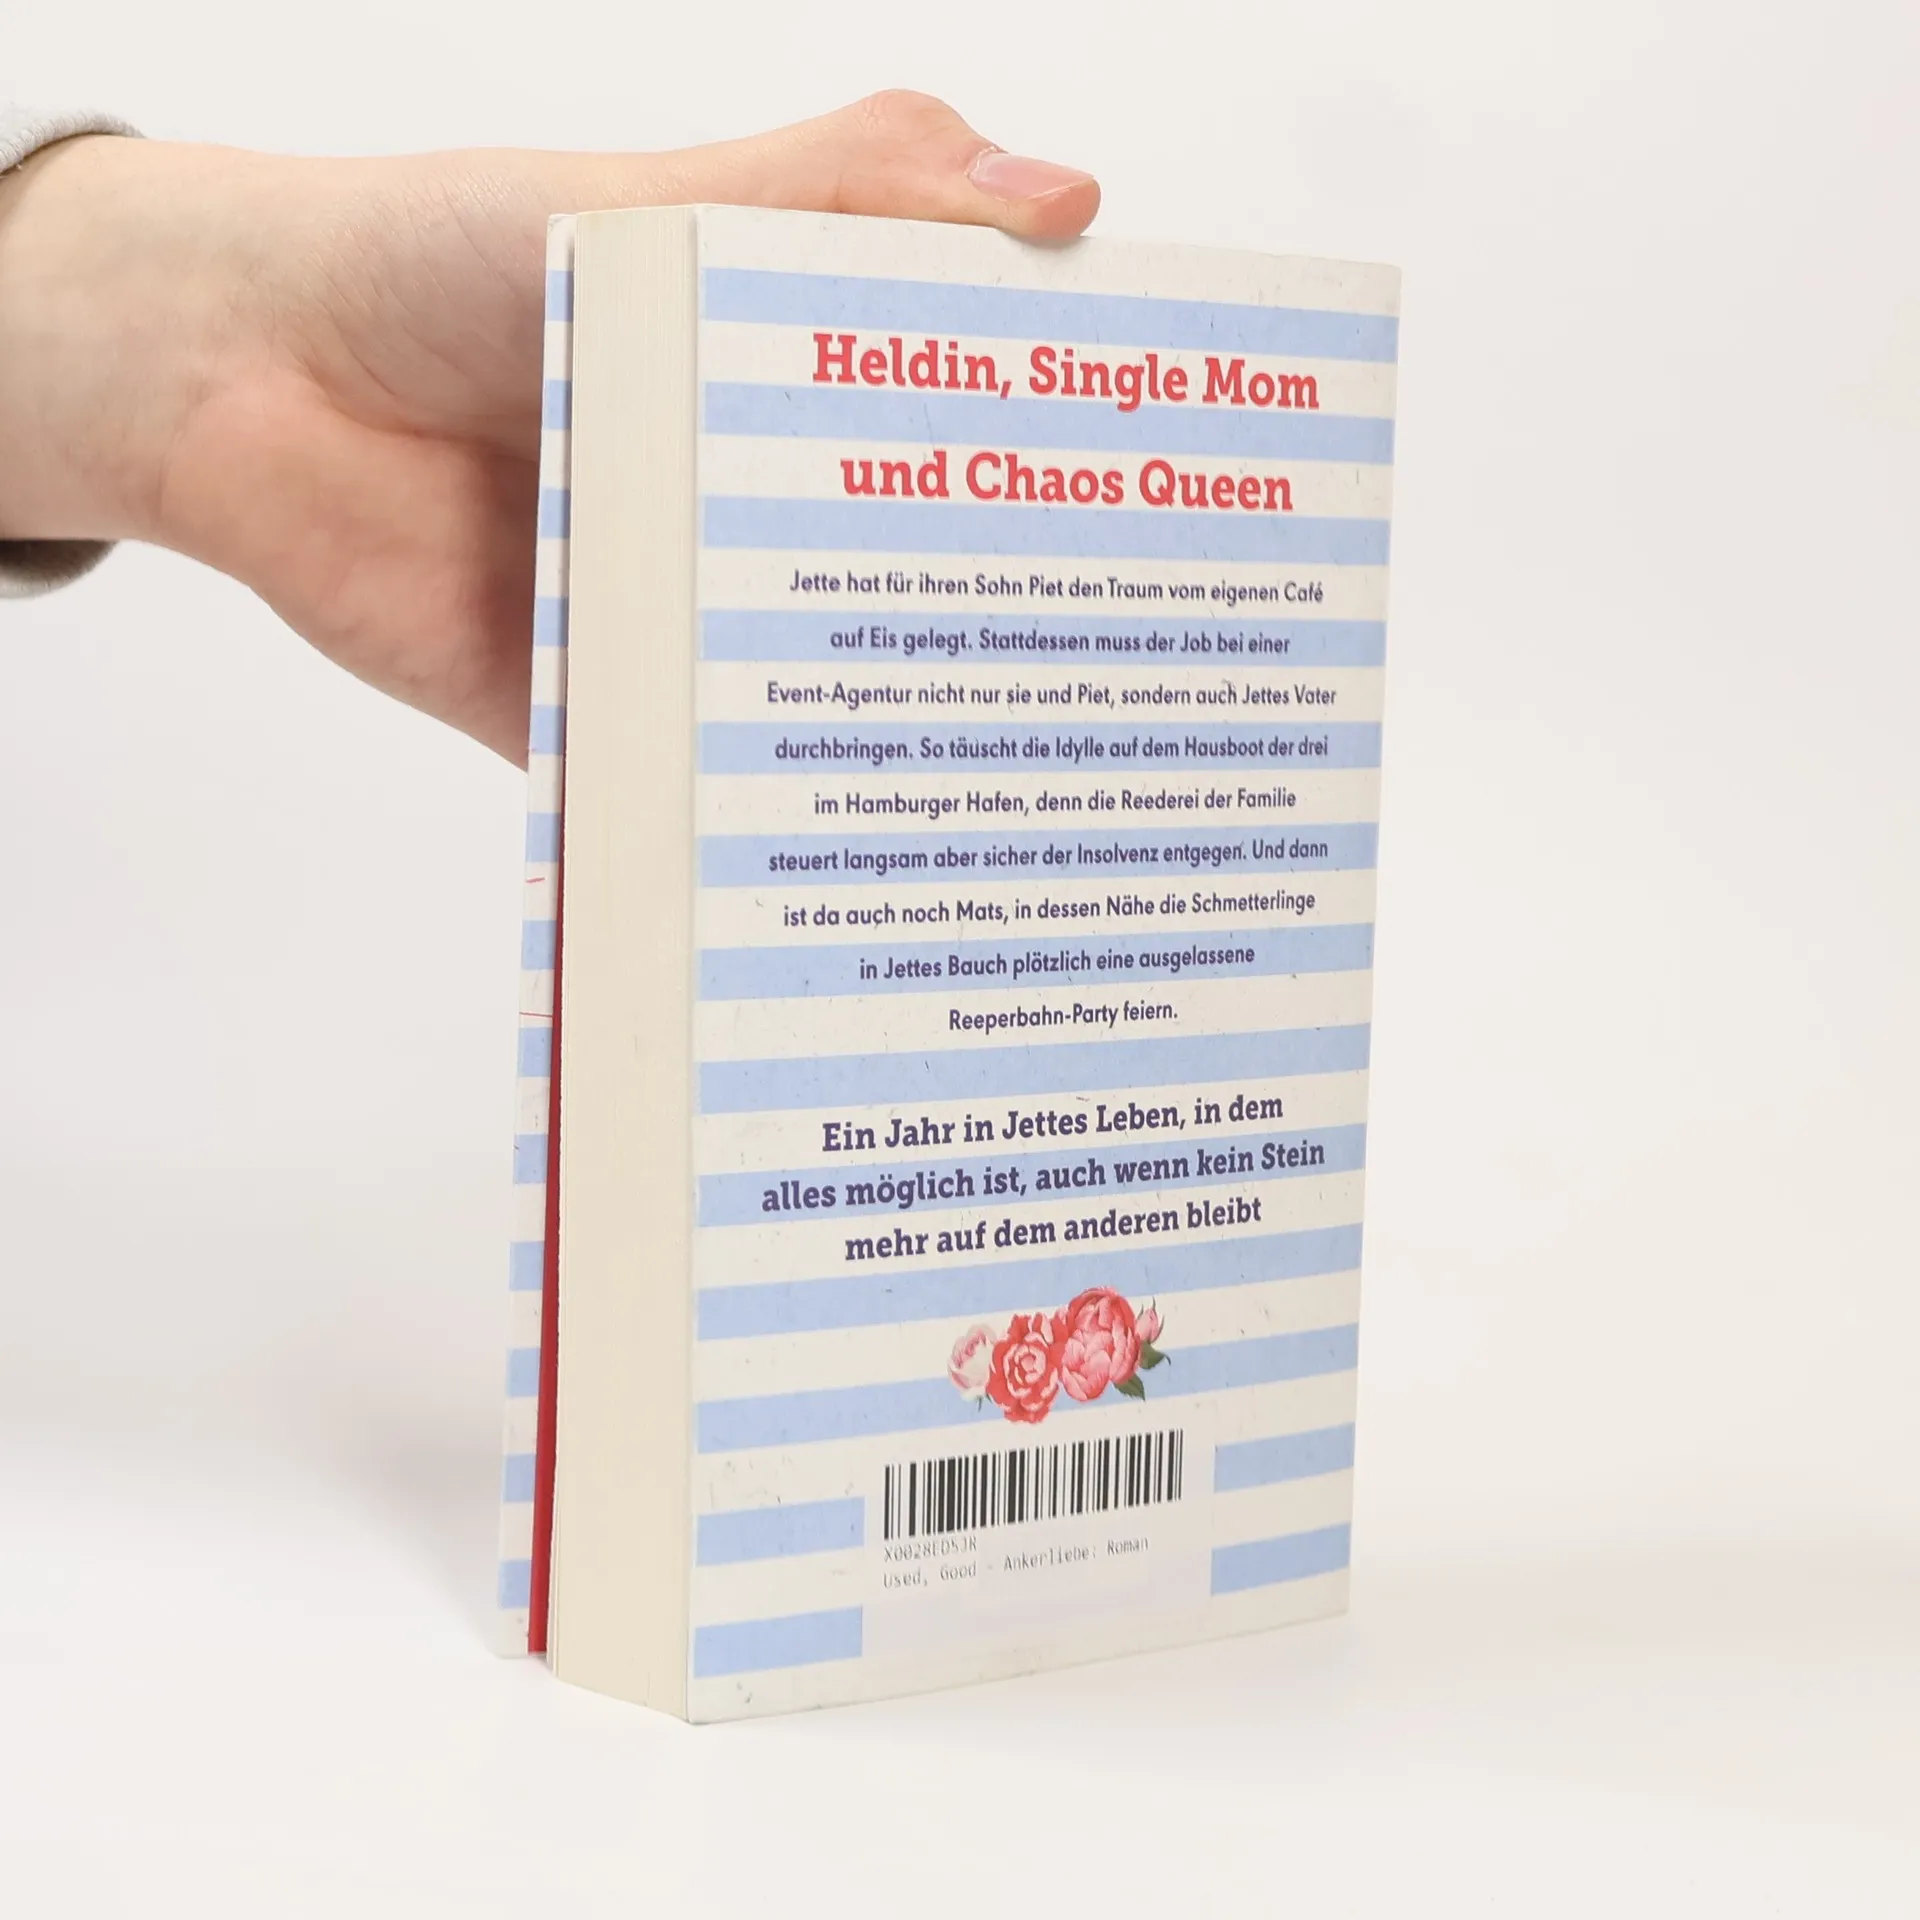 Heldin, Single Mom
und Chaos Queen
Jette hat für ihren Sohn Piet den Traum vom eigenen Café
auf Eis gelegt. Stattdessen muss der Job bei einer
Event-Agentur nicht nur sie und Piet, sondern auch Jettes Vater
durchbringen. So täuscht die Idylle auf dem Hausboot der drei
im Hamburger Hafen, denn die Reederei der Familie
steuert langsam aber sicher der Insolvenz entgegen. Und dann
ist da auch noch Mats, in dessen Nähe die Schmetterlinge
in Jettes Bauch plötzlich eine ausgelassene
Reeperbahn-Party feiern.
Ein Jahr in Jettes Leben, in dem
alles möglich ist, auch wenn kein Stein
mehr auf dem anderen bleibt
X0028ED5JR
Used, Good - Ankerliebe: Roman